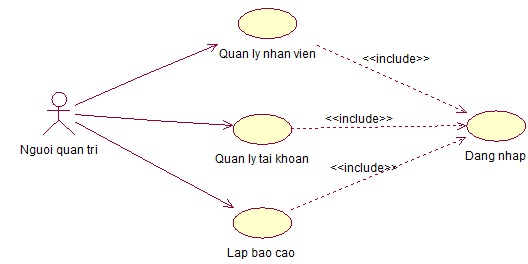 Quan ly nhan vien
<<include>>
<<include>>
Nguoi quan tri
Quan ly tai khoan
Dang nhap
<<include>>
Lap bao cao